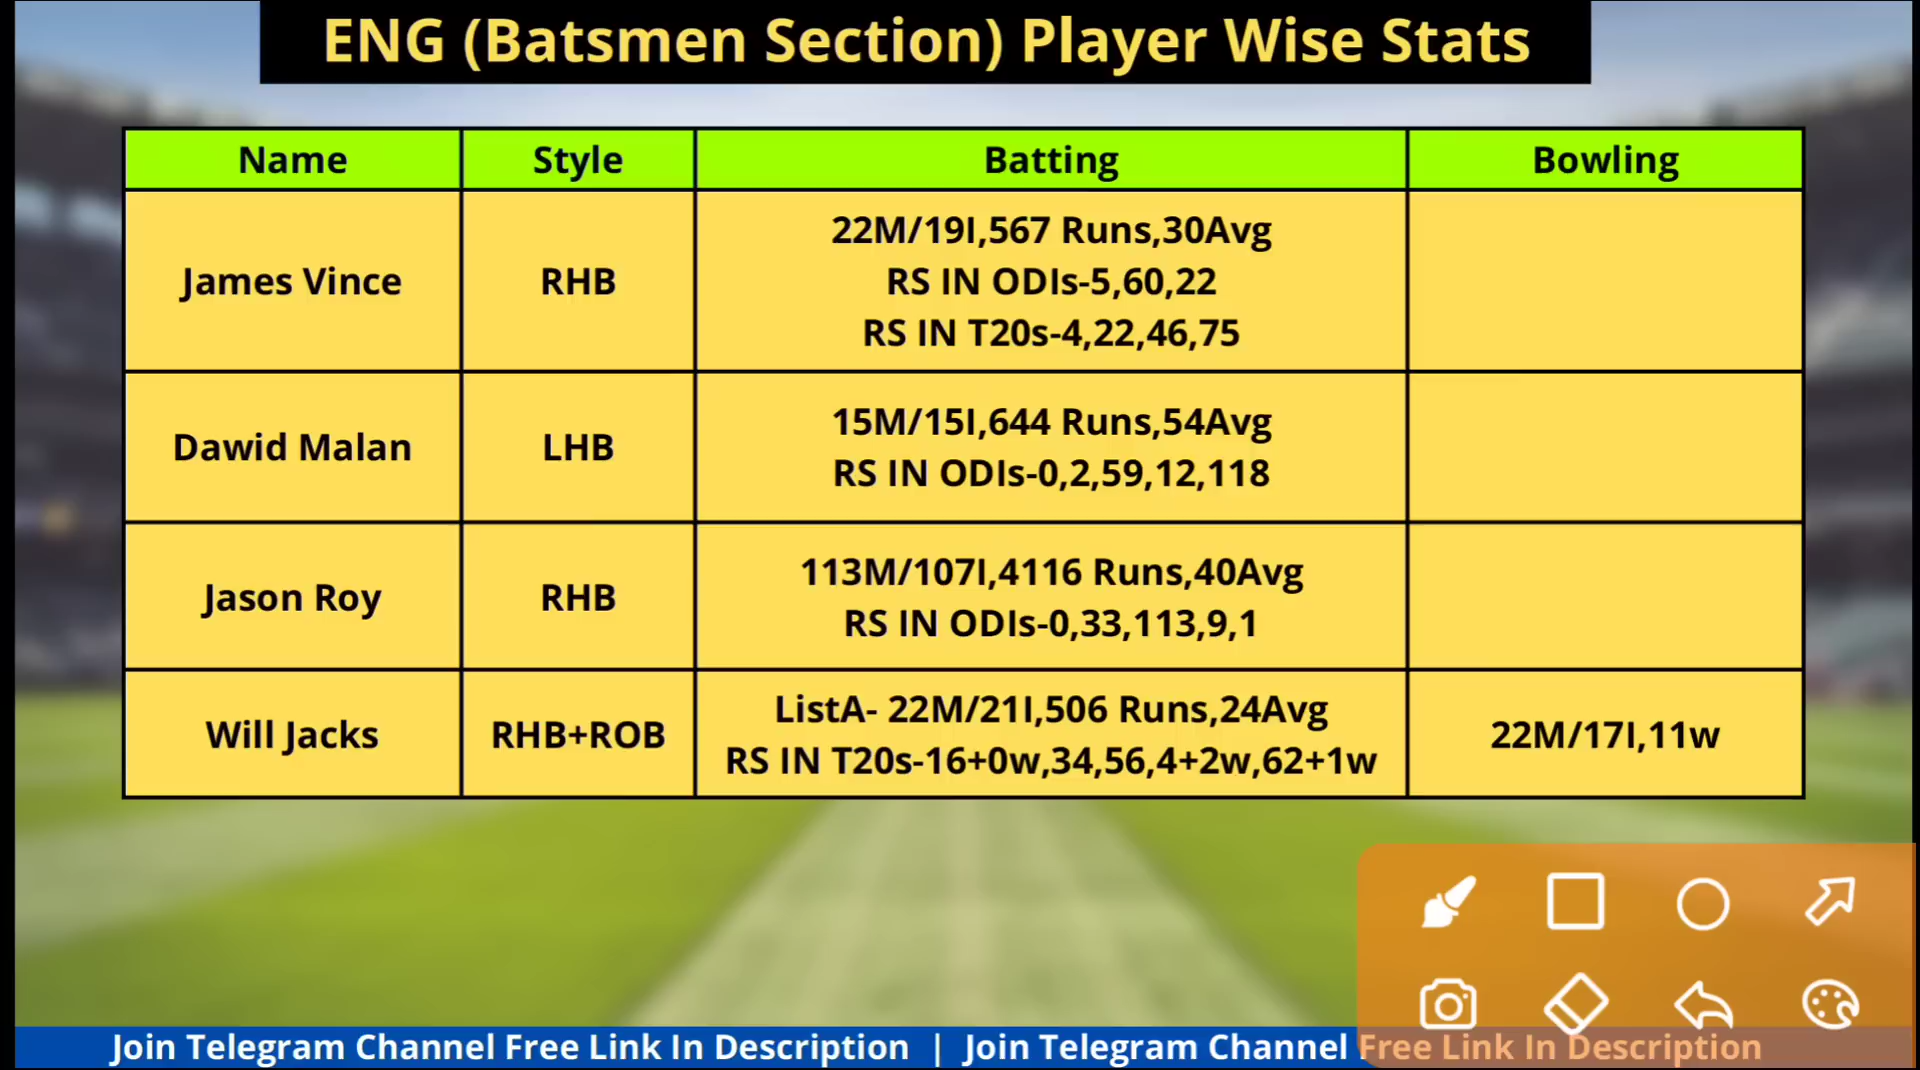 ENG (Batsmen Section) Player Wise Stats
Name Style Batting Bowling
James Vince RHB 22M/19I,567 Runs,30Avg
RS IN ODIs-5,60,22
RS IN T20s-4,22,46,75
Dawid Malan LHB 15M/15I,644 Runs,54Avg
RS IN ODIs-0,2,59,12,118
Jason Roy RHB 113M/107I,4116 Runs,40Avg
RS IN ODIs-0,33,113,9,1
Will Jacks RHB+ROB ListA- 22M/21I,506 Runs,24Avg 22M/17I,11w
RS IN T20s-16+0w,34,56,4+2w,62+1w
Join Telegram Channel Free Link In Description | Join Telegram Channel Free Link In Description